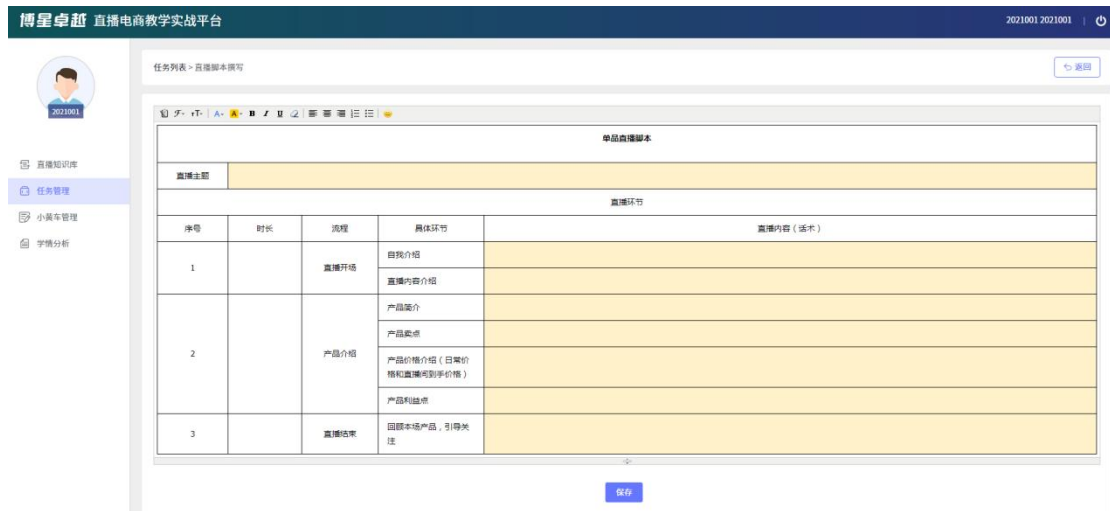 博星卓越 直播电商教学实战平台
2021001 2021001
2021001
任务列表 > 直播脚本撰写
返回
直播知识库
任务管理
小黄车管理
学情分析
单品直播脚本
直播主题
直播环节
序号 时长 流程 具体环节 直播内容（话术）
1 直播开场 自我介绍
直播内容介绍
2 产品介绍 产品简介
产品卖点
产品价格介绍（日常价
格和直播间到手价格）
产品利益点
3 直播结束 回顾本场产品，引导关
注
保存